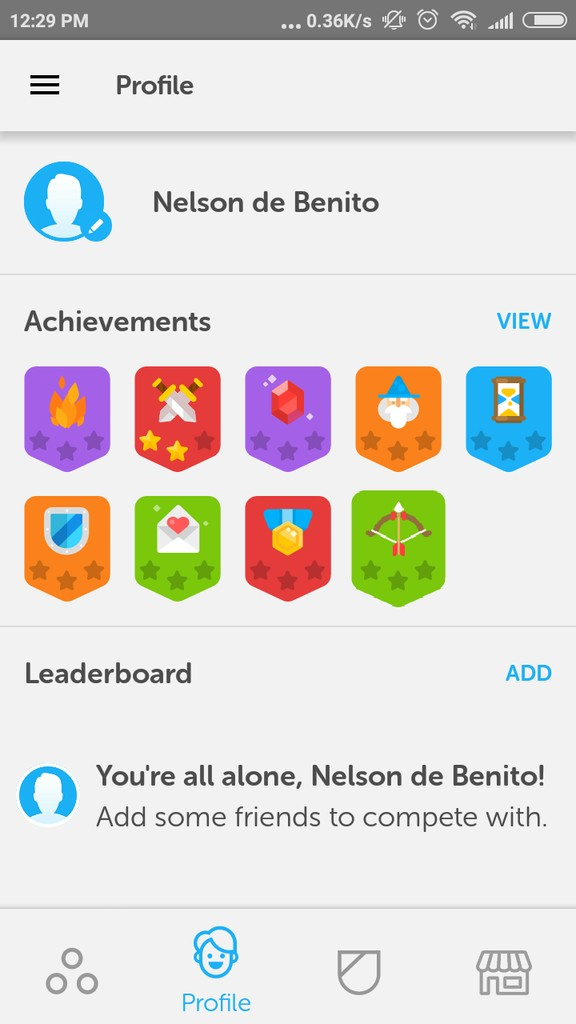 12:29 PM ... 0.36K/s
Profile
Nelson de Benito
Achievements VIEW
Leaderboard ADD
You're all alone, Nelson de Benito!
Add some friends to compete with.
Profile